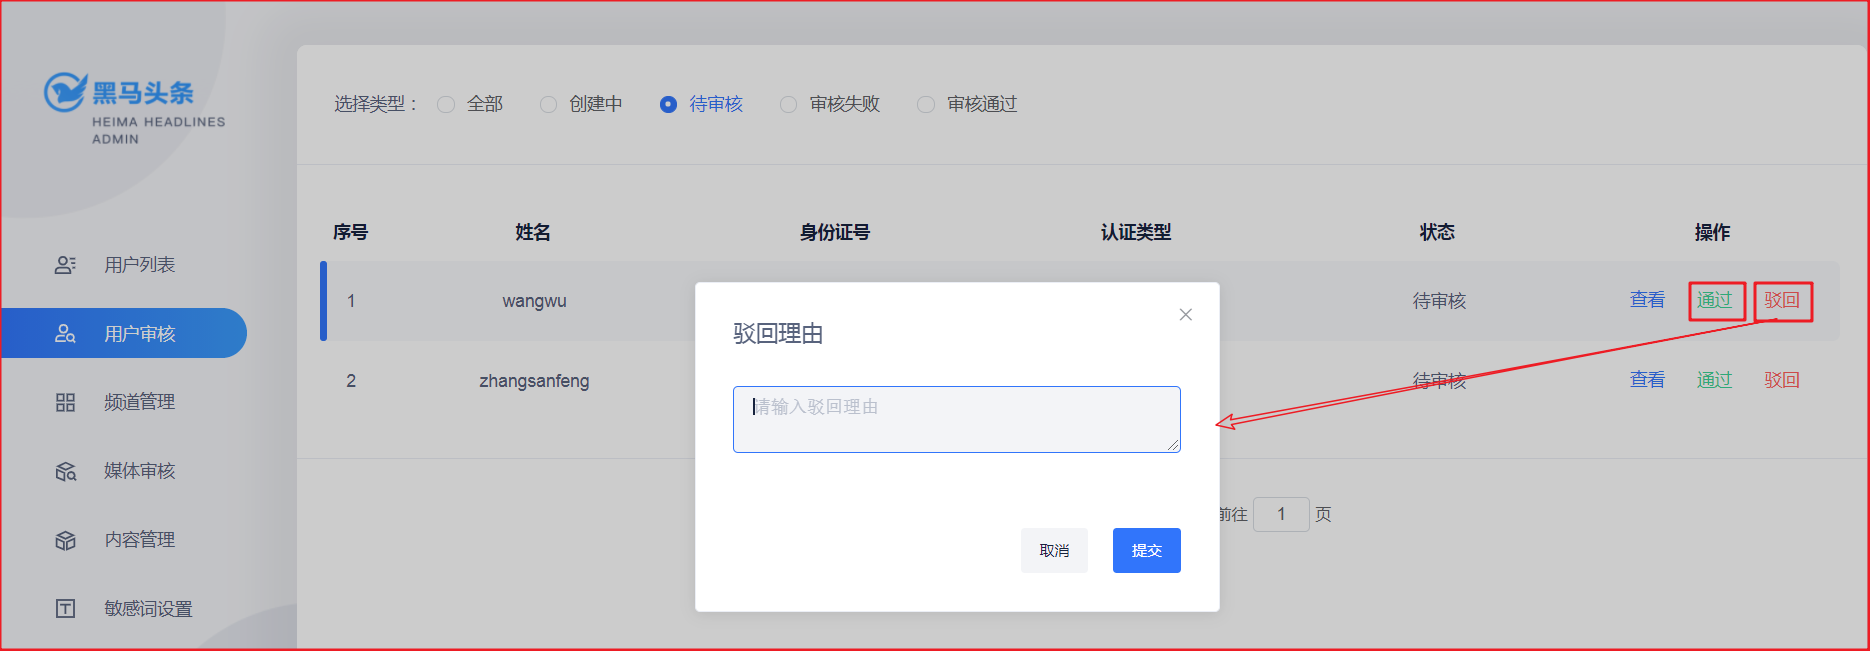 黑马头条
HEIMA HEADLINES
ADMIN
用户列表
用户审核
频道管理
媒体审核
内容管理
敏感词设置
选择类型： 全部 创建中 待审核 审核失败 审核通过
序号 姓名 身份证号 认证类型 状态 操作
1 wangwu 待审核 查看 通过 驳回
2 zhangsanfeng 待审核 查看 通过 驳回
驳回理由
请输入驳回理由
取消 提交
前往 1 页